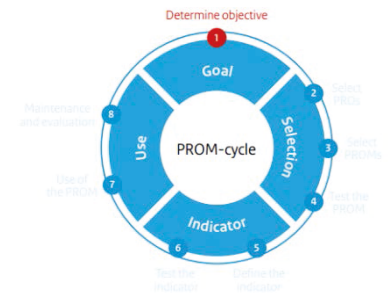 Determine objective
1
Goal
2
Select
PROs
Selection
3
Select
PROMs
4
Test the
PROM
Indicator
5
Define the
indicator
6
Test the
indicator
Use
7
Use of
the PROM
8
Maintenance
and evaluation
PROM-cycle